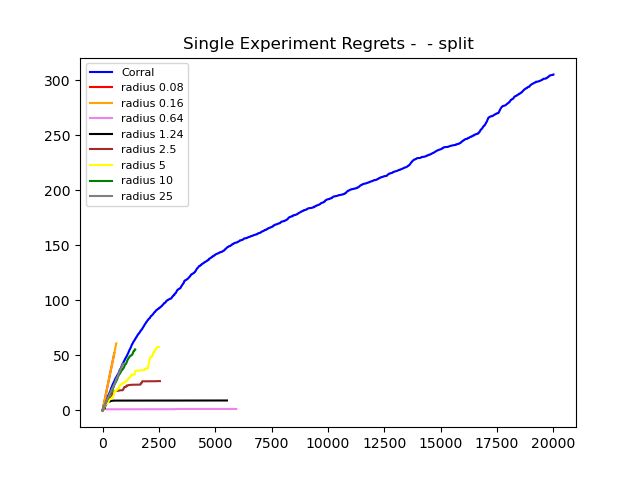 Single Experiment Regrets -  - split
300
250
200
150
100
50
0
Corral
radius 0.08
radius 0.16
radius 0.64
radius 1.24
radius 2.5
radius 5
radius 10
radius 25
0 2500 5000 7500 10000 12500 15000 17500 20000